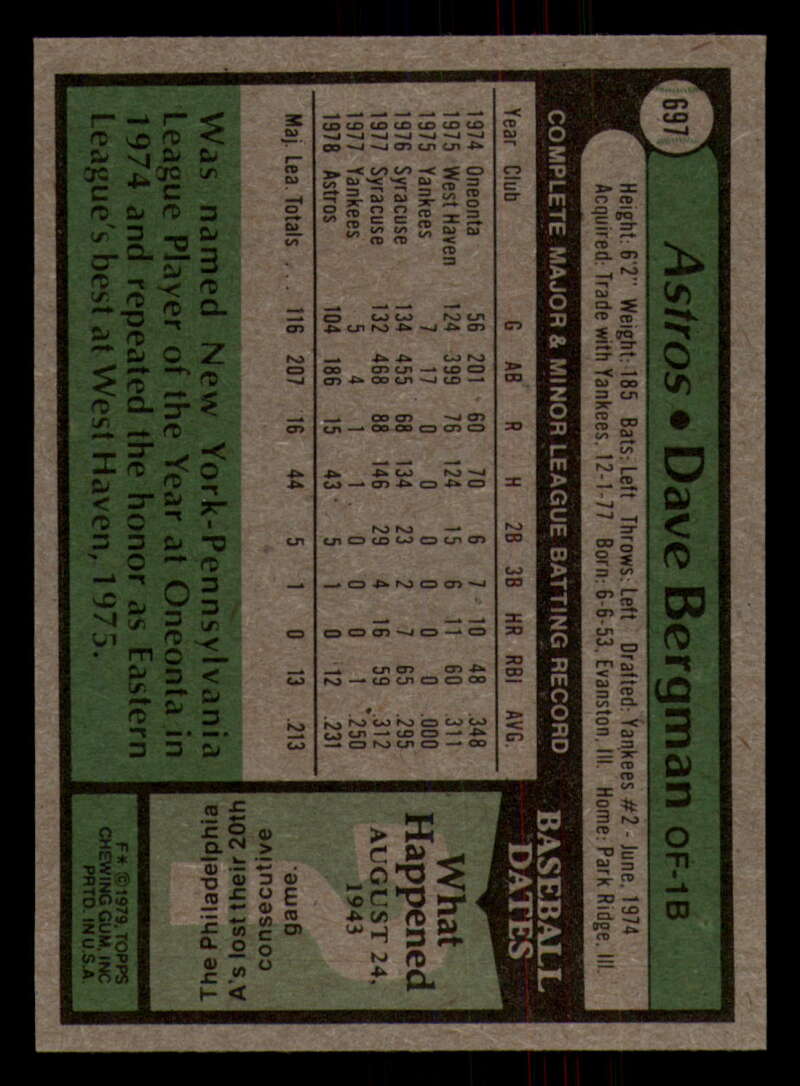 697
Astros • Dave Bergman OF-1B
Height: 6'2" Weight: 185 Bats: Left Throws: Left Drafted: Yankees #2 - June, 1974
Acquired: Trade with Yankees, 12-1-77 Born: 6-6-53, Evanston, Ill. Home: Park Ridge, Ill.
COMPLETE MAJOR & MINOR LEAGUE BATTING RECORD
Year Club G AB R H 2B 3B HR RBI AVG.
1974 Oneonta 56 201 60 70 6 7 10 48 .348
1975 West Haven 124 399 76 124 15 6 11 60 .311
1975 Yankees 7 17 0 0 0 0 0 0 .000
1976 Syracuse 134 455 68 134 23 2 7 65 .295
1977 Syracuse 132 468 88 146 29 4 16 59 .312
1977 Yankees 5 4 1 1 0 0 0 1 .250
1978 Astros 104 186 15 43 5 1 0 12 .231
Maj. Lea. Totals . . . 116 207 16 44 5 1 0 13 .213
Was named New York-Pennsylvania
League Player of the Year at Oneonta in
1974 and repeated the honor as Eastern
League's best at West Haven, 1975.
BASEBALL
DATES
What
Happened
AUGUST 24,
1943
The Philadelphia
A's lost their 20th
consecutive
game.
F* © 1979, TOPPS
CHEWING GUM, INC
PRTD. IN U.S.A.